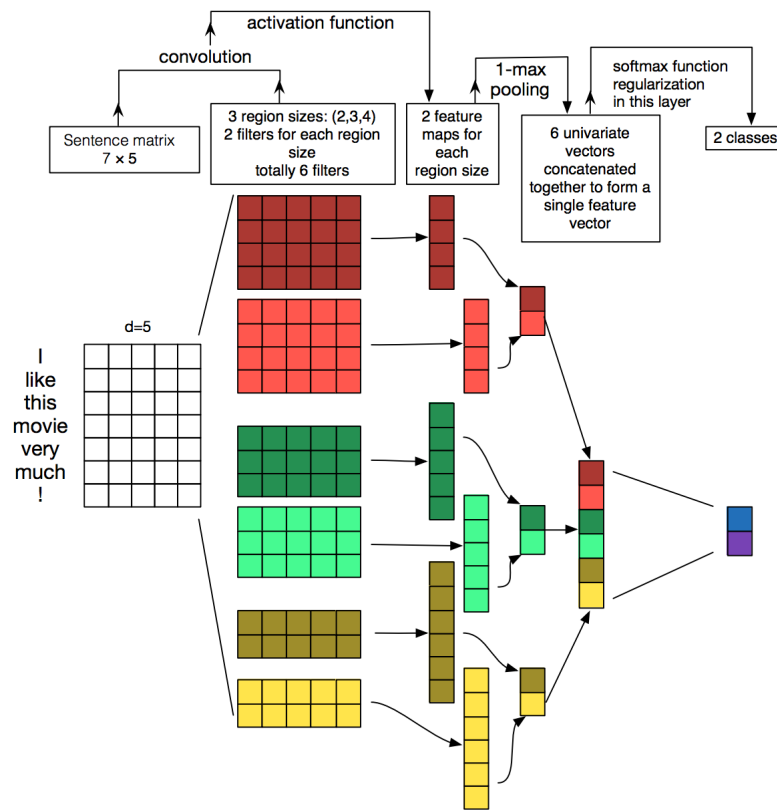 activation function
convolution
1-max
pooling
softmax function
regularization
in this layer
Sentence matrix
7 × 5
3 region sizes: (2,3,4)
2 filters for each region
size
totally 6 filters
2 feature
maps for
each
region size
6 univariate
vectors
concatenated
together to form a
single feature
vector
2 classes
d=5
I
like
this
movie
very
much
!